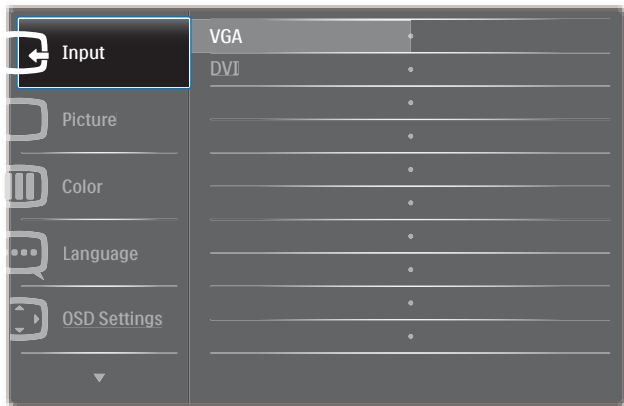 Input
Picture
Color
Language
OSD Settings
VGA
DVI